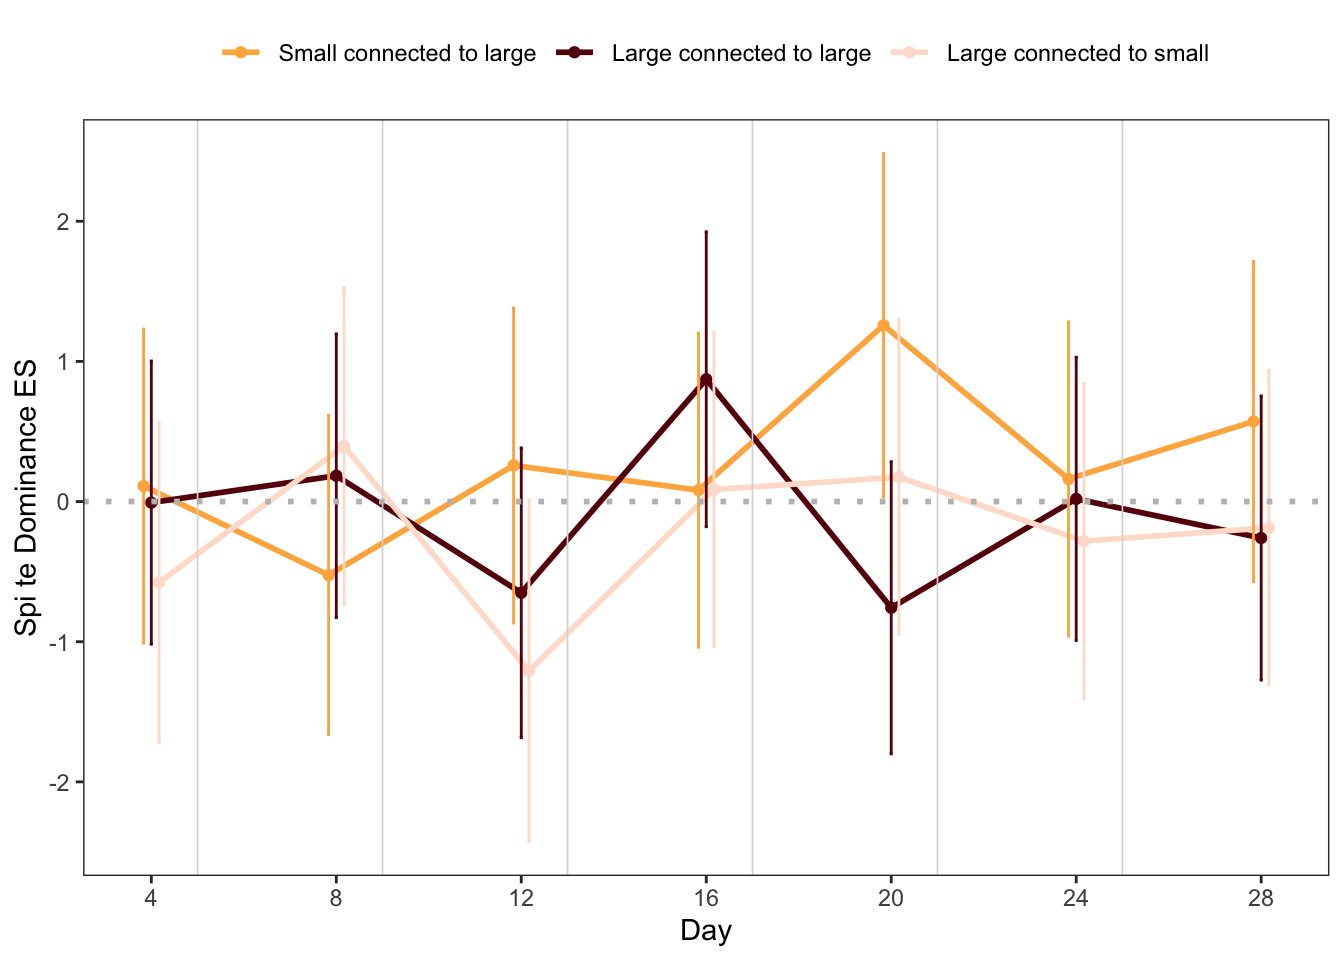 Small connected to large Large connected to large Large connected to small
Spi te Dominance ES
2
1
0
-1
-2
4 8 12 16 20 24 28
Day